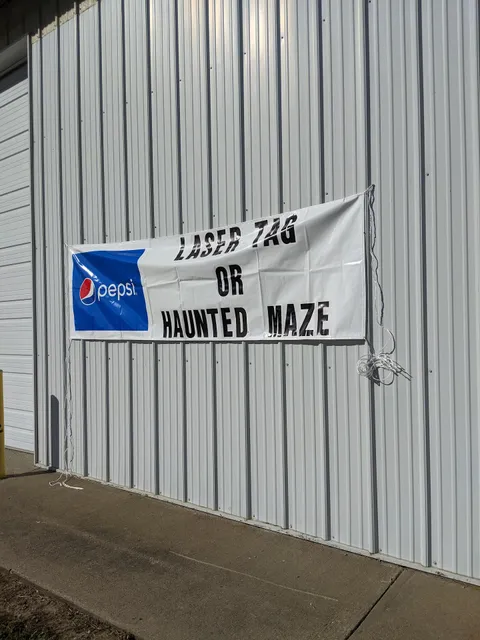 pepsi
LASER TAG
OR
HAUNTED MAZE